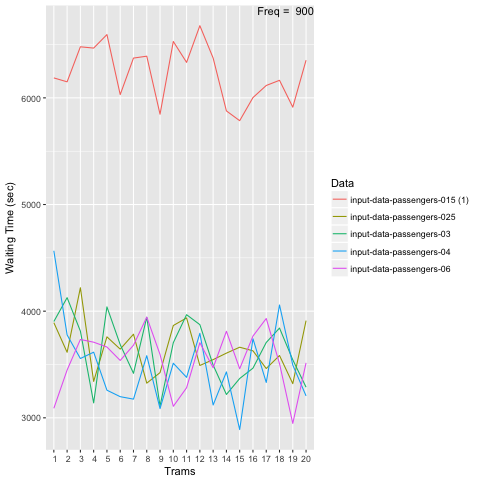 Freq =  900
Waiting Time (sec)
6000
5000
4000
3000
1 2 3 4 5 6 7 8 9 10 11 12 13 14 15 16 17 18 19 20
Trams
Data
input-data-passengers-015 (1)
input-data-passengers-025
input-data-passengers-03
input-data-passengers-04
input-data-passengers-06